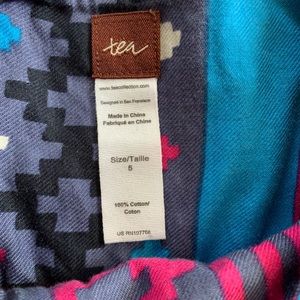 tea
www.teacollection.com
Designed in San Francisco
Made in China
Fabriqué en Chine
Size/Taille
5
100% Cotton/
Coton
US RN107766